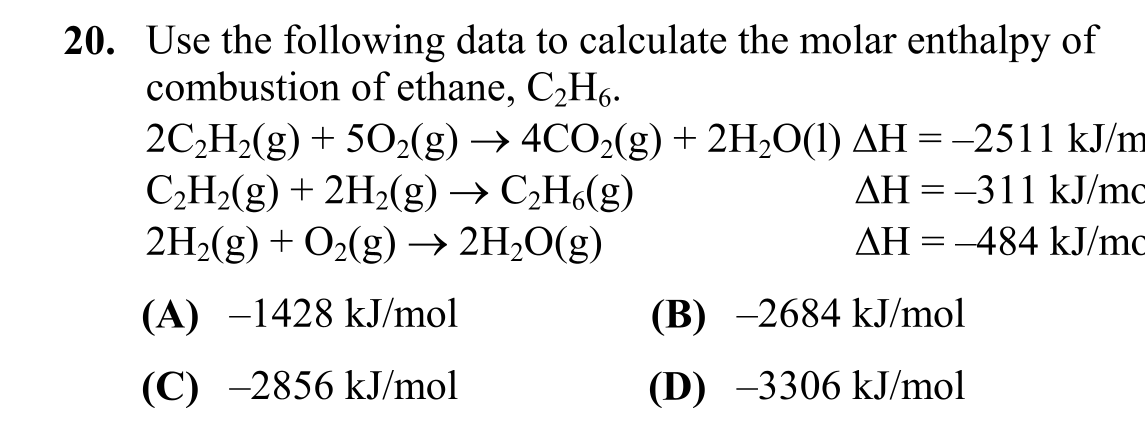 20. Use the following data to calculate the molar enthalpy of
combustion of ethane, C₂H₆.
2C₂H₂(g) + 5O₂(g) → 4CO₂(g) + 2H₂O(l) ΔH = –2511 kJ/m
C₂H₂(g) + 2H₂(g) → C₂H₆(g) ΔH = –311 kJ/mo
2H₂(g) + O₂(g) → 2H₂O(g) ΔH = –484 kJ/mo
(A) –1428 kJ/mol (B) –2684 kJ/mol
(C) –2856 kJ/mol (D) –3306 kJ/mol